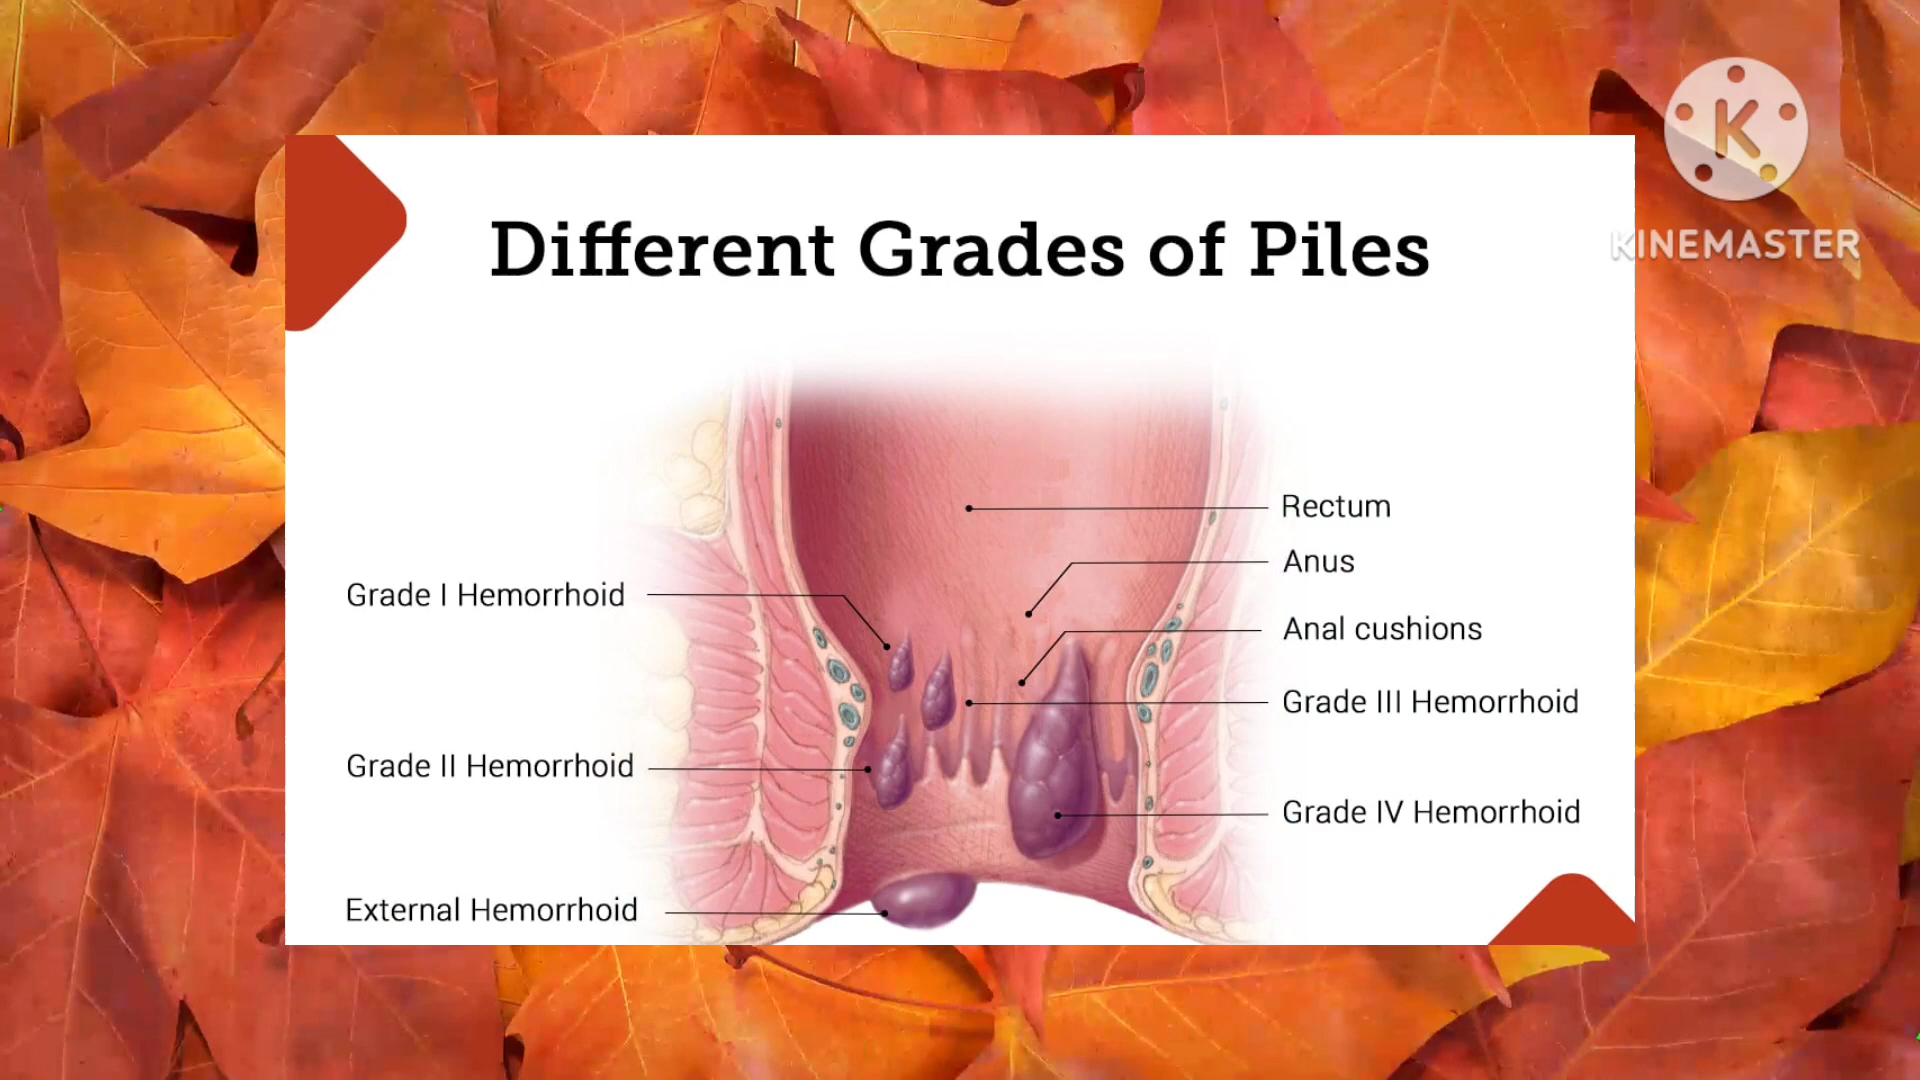 K
KINEMASTER
Different Grades of Piles
Rectum
Anus
Grade I Hemorrhoid
Anal cushions
Grade III Hemorrhoid
Grade II Hemorrhoid
Grade IV Hemorrhoid
External Hemorrhoid